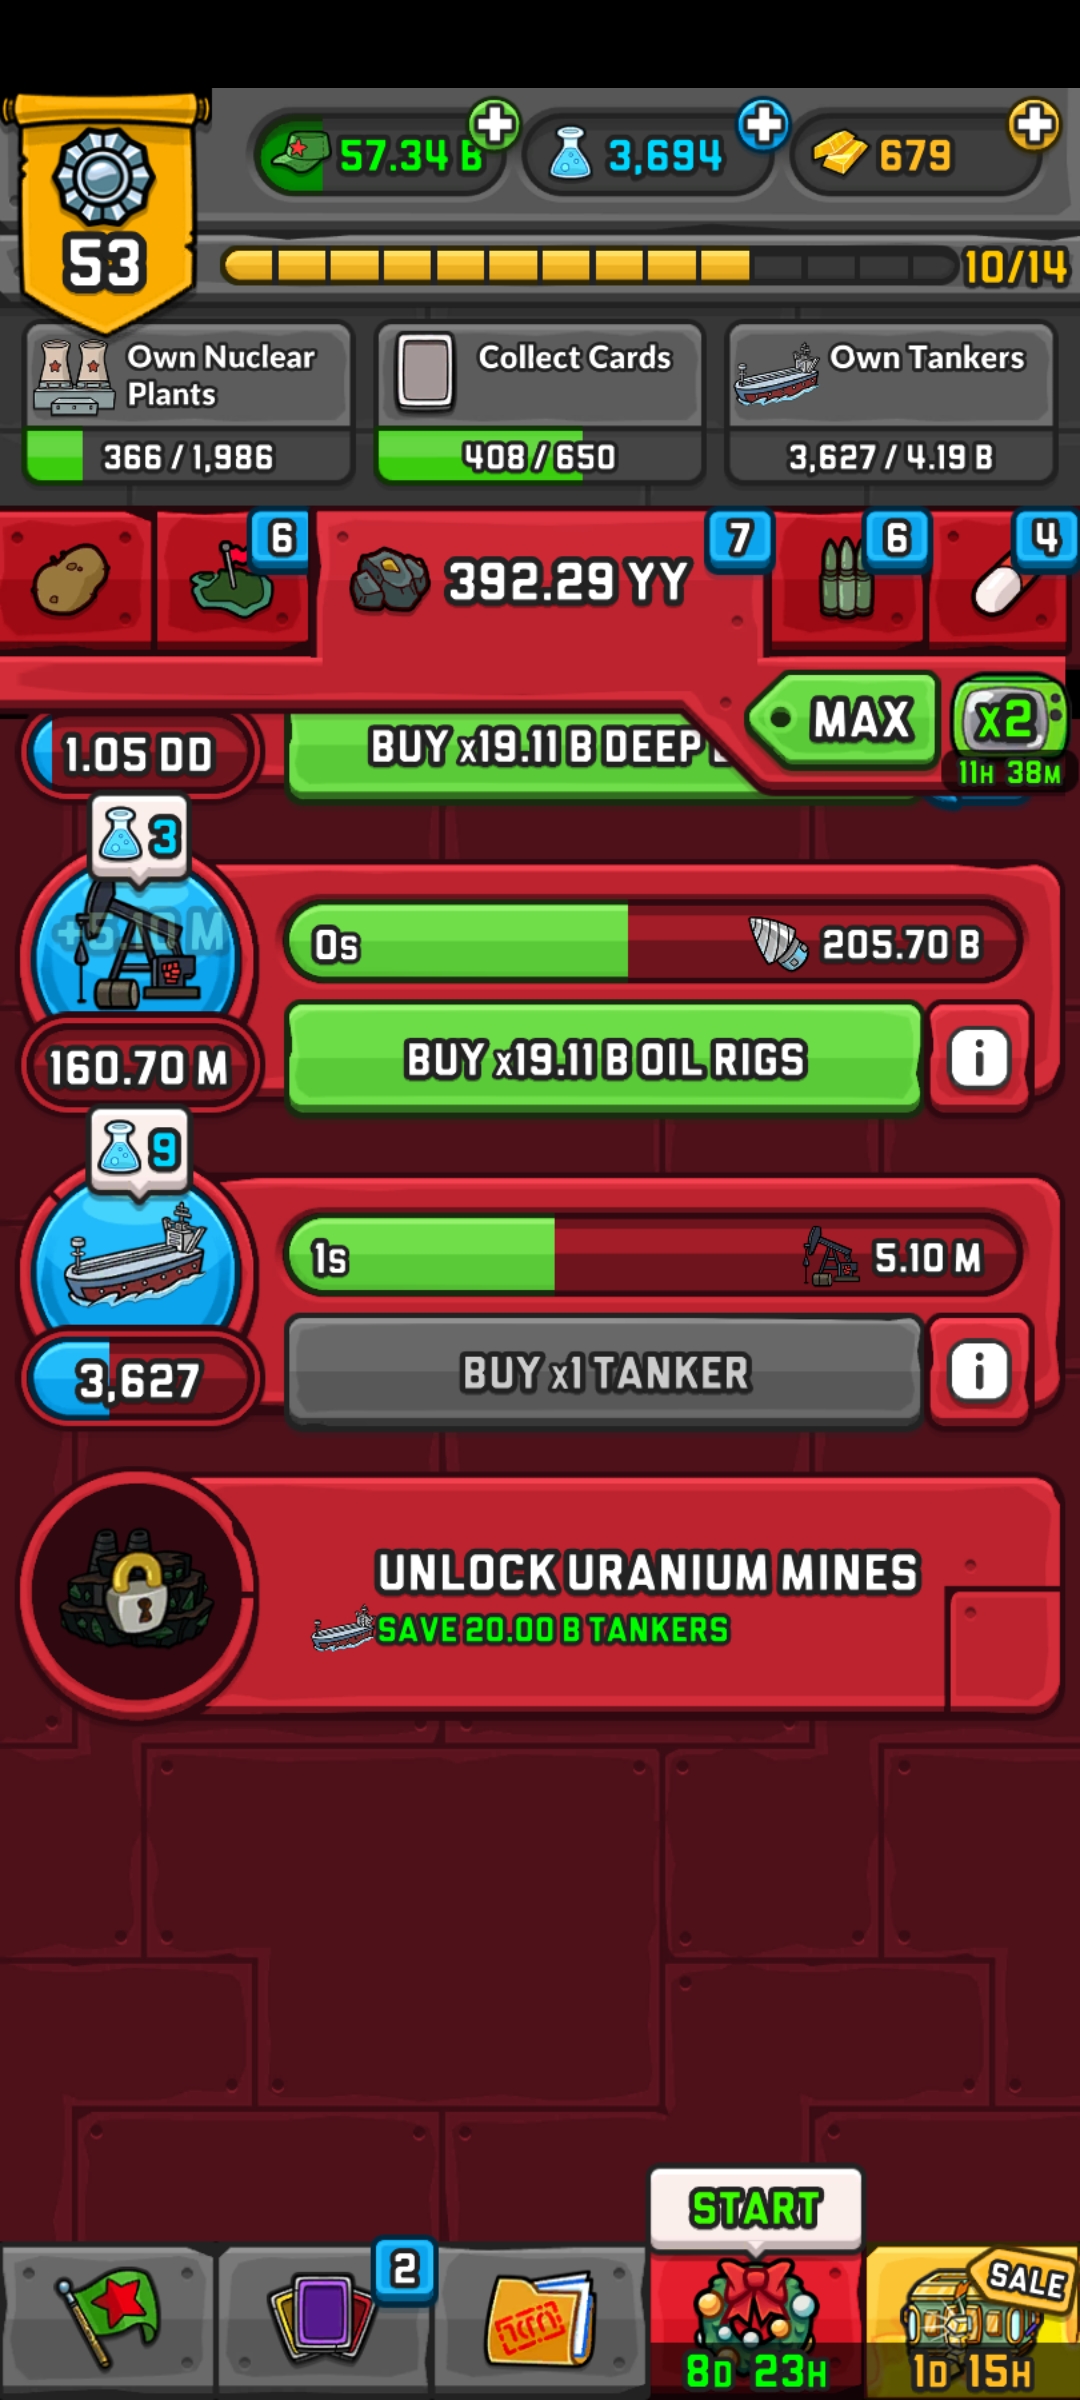 57.34 B
3,694
679
53
10/14
Own Nuclear
Plants
366 / 1,986
Collect Cards
408 / 650
Own Tankers
3,627 / 4.19 B
6
392.29 YY
7
6
4
MAX
x2
11H 38M
1.05 DD
BUY x19.11 B DEEP
3
+5.10 M
0s
205.70 B
160.70 M
BUY x19.11 B OIL RIGS
i
9
1s
5.10 M
3,627
BUY x1 TANKER
i
UNLOCK URANIUM MINES
SAVE 20.00 B TANKERS
START
2
SALE
8D 23H
1D 15H